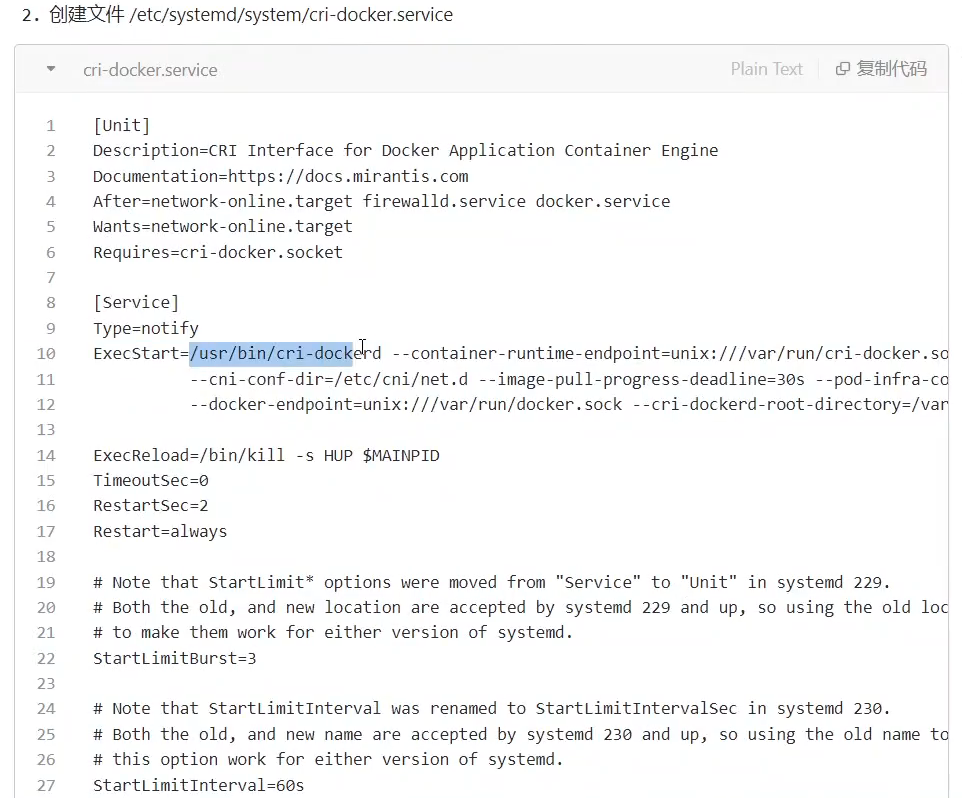 2. 创建文件 /etc/systemd/system/cri-docker.service
cri-docker.service
Plain Text
复制代码
1 [Unit]
2 Description=CRI Interface for Docker Application Container Engine
3 Documentation=https://docs.mirantis.com
4 After=network-online.target firewalld.service docker.service
5 Wants=network-online.target
6 Requires=cri-docker.socket
7
8 [Service]
9 Type=notify
10 ExecStart=/usr/bin/cri-dockerd --container-runtime-endpoint=unix:///var/run/cri-docker.so
11 --cni-conf-dir=/etc/cni/net.d --image-pull-progress-deadline=30s --pod-infra-co
12 --docker-endpoint=unix:///var/run/docker.sock --cri-dockerd-root-directory=/var
13
14 ExecReload=/bin/kill -s HUP $MAINPID
15 TimeoutSec=0
16 RestartSec=2
17 Restart=always
18
19 # Note that StartLimit* options were moved from "Service" to "Unit" in systemd 229.
20 # Both the old, and new location are accepted by systemd 229 and up, so using the old loc
21 # to make them work for either version of systemd.
22 StartLimitBurst=3
23
24 # Note that StartLimitInterval was renamed to StartLimitIntervalSec in systemd 230.
25 # Both the old, and new name are accepted by systemd 230 and up, so using the old name to
26 # this option work for either version of systemd.
27 StartLimitInterval=60s